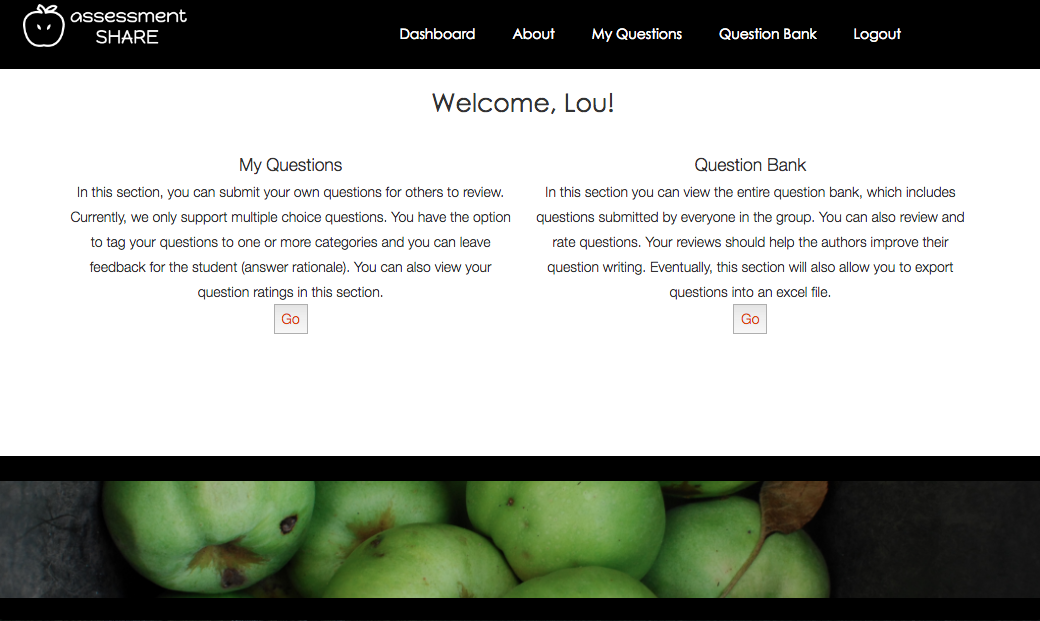 assessment
SHARE
Dashboard About My Questions Question Bank Logout
Welcome, Lou!
My Questions
In this section, you can submit your own questions for others to review.
Currently, we only support multiple choice questions. You have the option
to tag your questions to one or more categories and you can leave
feedback for the student (answer rationale). You can also view your
question ratings in this section.
Go
Question Bank
In this section you can view the entire question bank, which includes
questions submitted by everyone in the group. You can also review and
rate questions. Your reviews should help the authors improve their
question writing. Eventually, this section will also allow you to export
questions into an excel file.
Go